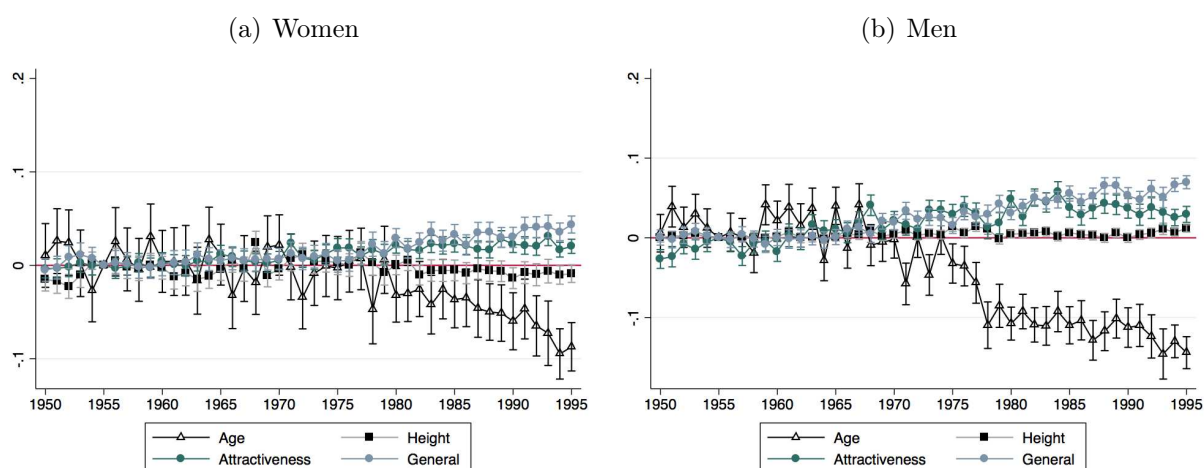 (a) Women
(b) Men
.2
.1
0
-.1
1950 1955 1960 1965 1970 1975 1980 1985 1990 1995
Age
Height
Attractiveness
General
.2
.1
0
-.1
1950 1955 1960 1965 1970 1975 1980 1985 1990 1995
Age
Height
Attractiveness
General